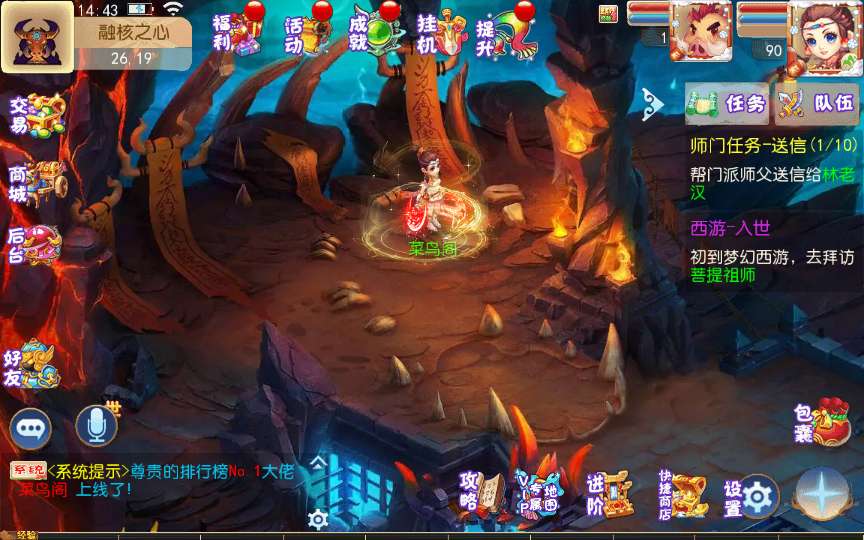 14:43
融核之心
26,19
福利
活动
成就
挂机
提升
1
90
交易
商城
后台
好友
任务
队伍
师门任务-送信(1/10)
帮门派师父送信给林老
汉
西游-入世
初到梦幻西游，去拜访
菩提祖师
菜鸟阁
世
包裹
系统 <系统提示>尊贵的排行榜No 1大佬
菜鸟阁 上线了!
攻略
VIP专属地图
进阶
快捷商店
设置
经验